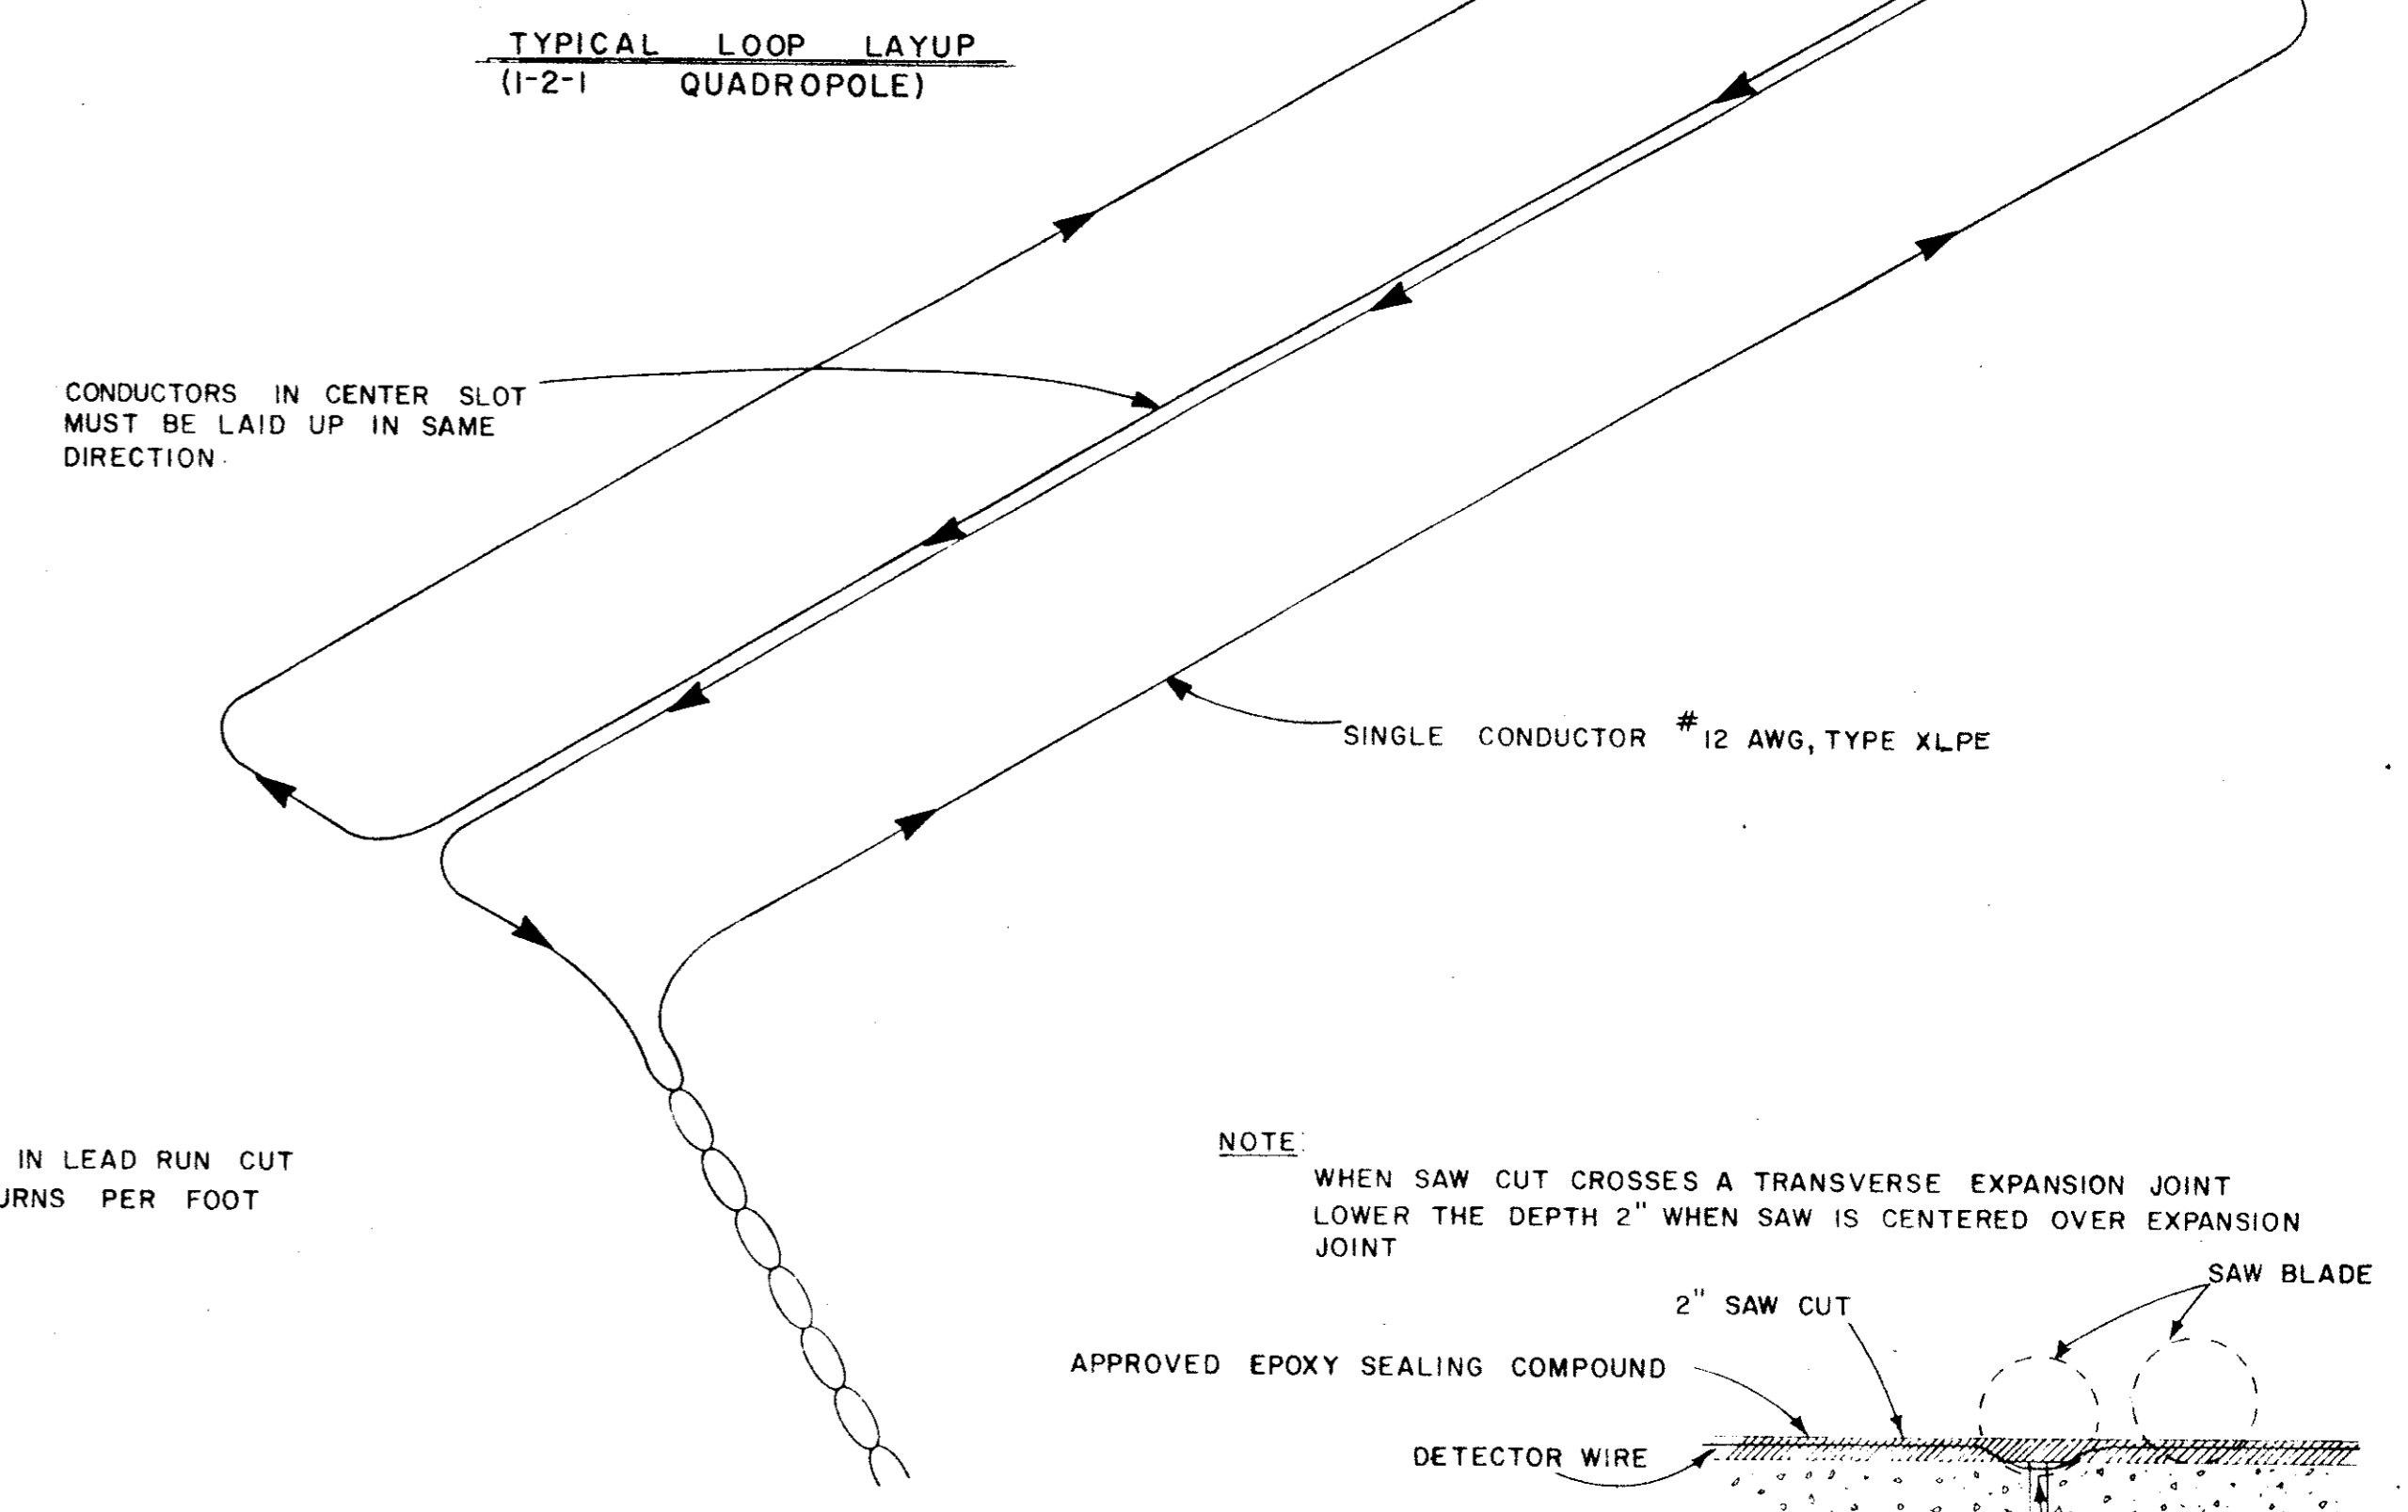 TYPICAL LOOP LAYUP
(1-2-1 QUADROPOLE)
CONDUCTORS IN CENTER SLOT
MUST BE LAID UP IN SAME
DIRECTION.
SINGLE CONDUCTOR #12 AWG, TYPE XLPE
IN LEAD RUN CUT
PER FOOT
NOTE:
WHEN SAW CUT CROSSES A TRANSVERSE EXPANSION JOINT
LOWER THE DEPTH 2" WHEN SAW IS CENTERED OVER EXPANSION
JOINT
SAW BLADE
2" SAW CUT
APPROVED EPOXY SEALING COMPOUND
DETECTOR WIRE